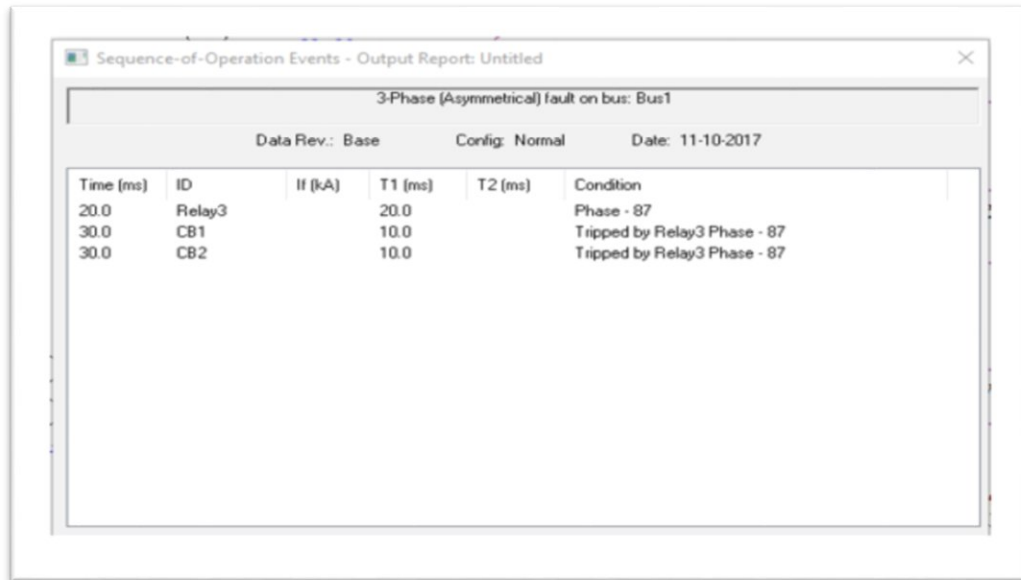 Sequence-of-Operation Events - Output Report: Untitled
3-Phase (Asymmetrical) fault on bus: Bus1
Data Rev.: Base Config: Normal Date: 11-10-2017
Time (ms) ID If (kA) T1 (ms) T2 (ms) Condition
20.0 Relay3 20.0 Phase - 87
30.0 CB1 10.0 Tripped by Relay3 Phase - 87
30.0 CB2 10.0 Tripped by Relay3 Phase - 87